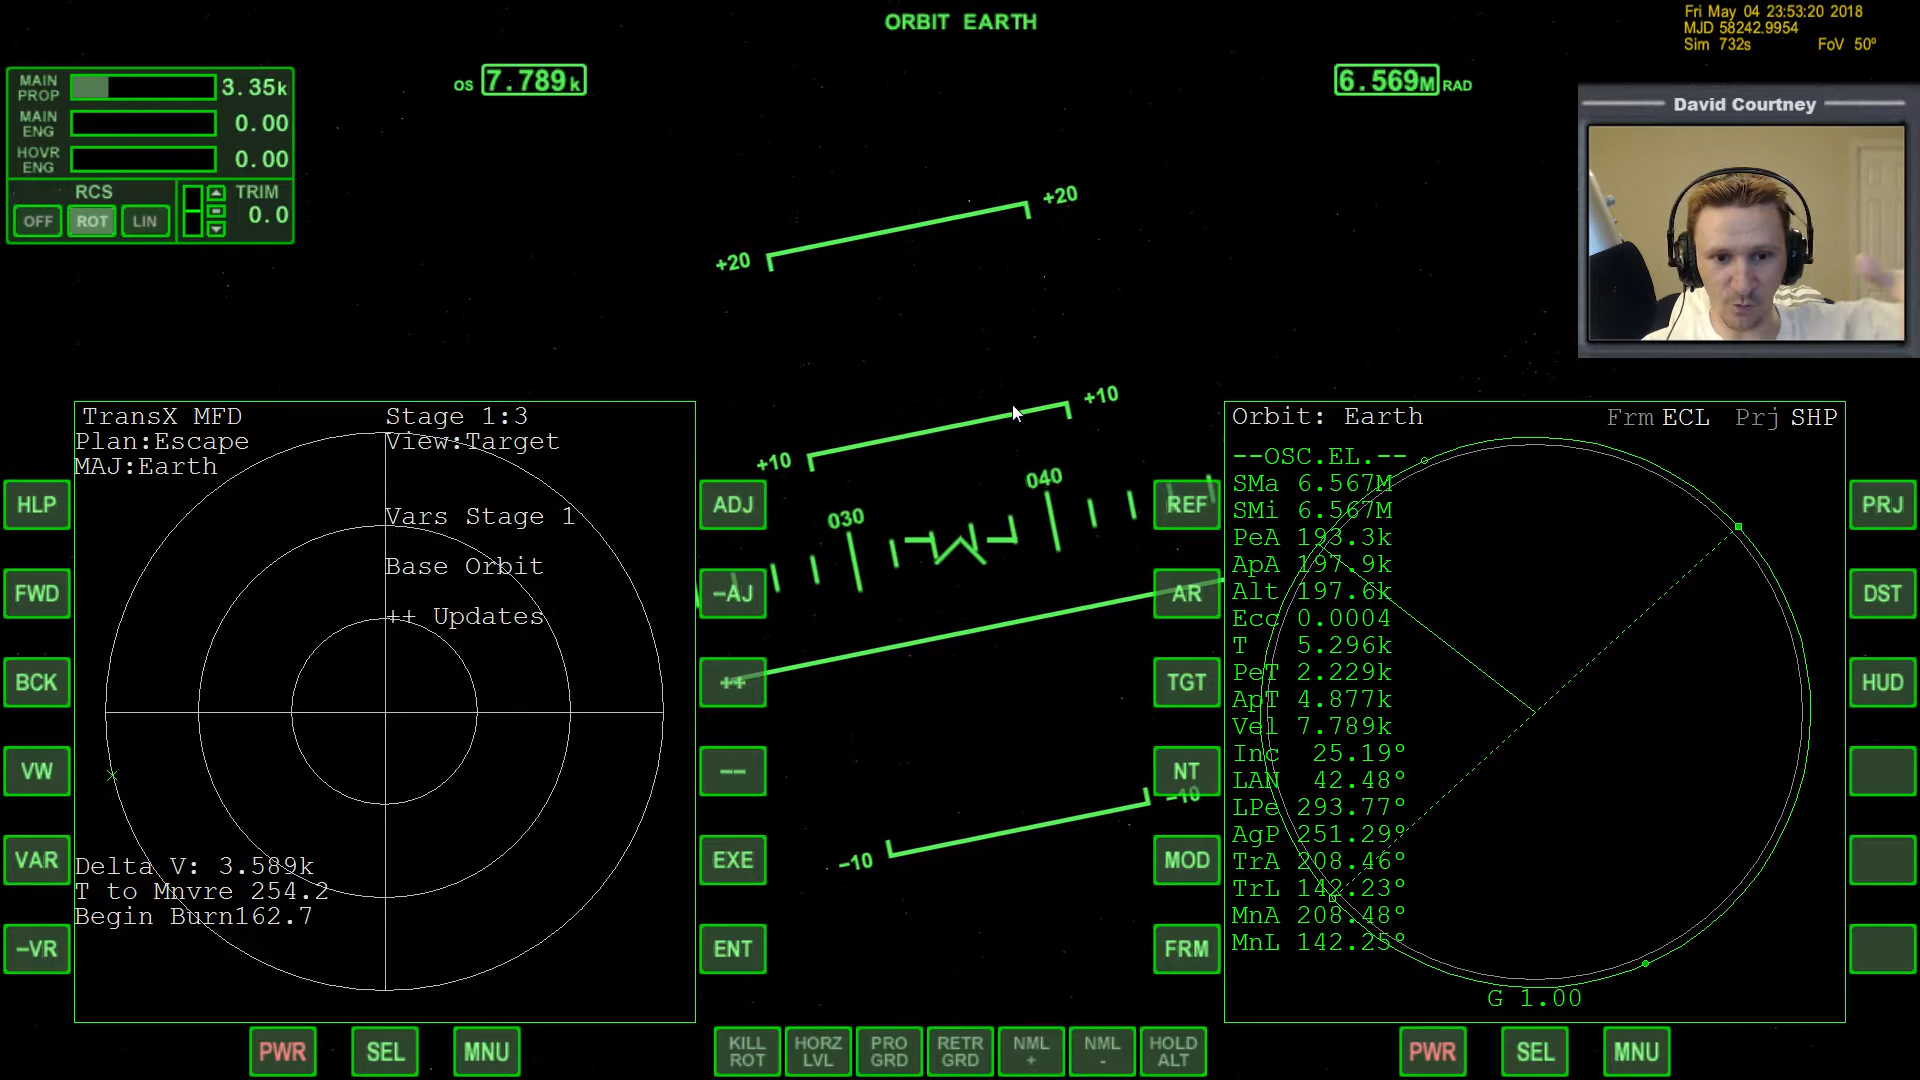 ORBIT EARTH
Fri May 04 23:53:20 2018
MJD 58242.9954
Sim 732s FoV 50°
MAIN PROP 3.35k
MAIN ENG 0.00
HOVR ENG 0.00
RCS TRIM
OFF ROT LIN 0.0
OS 7.789k
6.569M RAD
David Courtney
+20 +20
+10 +10
030 040
-10 -10
TransX MFD Stage 1:3
Plan:Escape View:Target
MAJ:Earth
Vars Stage 1
Base Orbit
++ Updates
Delta V: 3.589k
T to Mnvre 254.2
Begin Burn162.7
HLP
FWD
BCK
VW
VAR
-VR
ADJ
-AJ
++
--
EXE
ENT
PWR SEL MNU
KILL ROT
HORZ LVL
PRO GRD
RETR GRD
NML +
NML -
HOLD ALT
REF
AR
TGT
NT
MOD
FRM
Orbit: Earth Frm ECL Prj SHP
--OSC.EL.--
SMa 6.567M
SMi 6.567M
PeA 193.3k
ApA 197.9k
Alt 197.6k
Ecc 0.0004
T 5.296k
PeT 2.229k
ApT 4.877k
Vel 7.789k
Inc 25.19°
LAN 42.48°
LPe 293.77°
AgP 251.29°
TrA 208.46°
TrL 142.23°
MnA 208.48°
MnL 142.25°
G 1.00
PRJ
DST
HUD
PWR SEL MNU